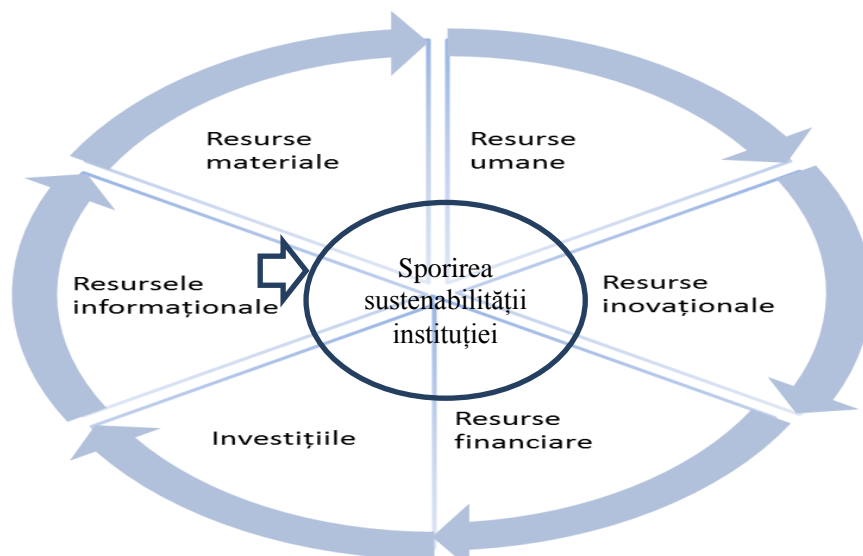 Resurse
materiale
Resurse
umane
Resursele
informaționale
Sporirea
sustenabilității
instituției
Resurse
inovaționale
Investițiile
Resurse
financiare